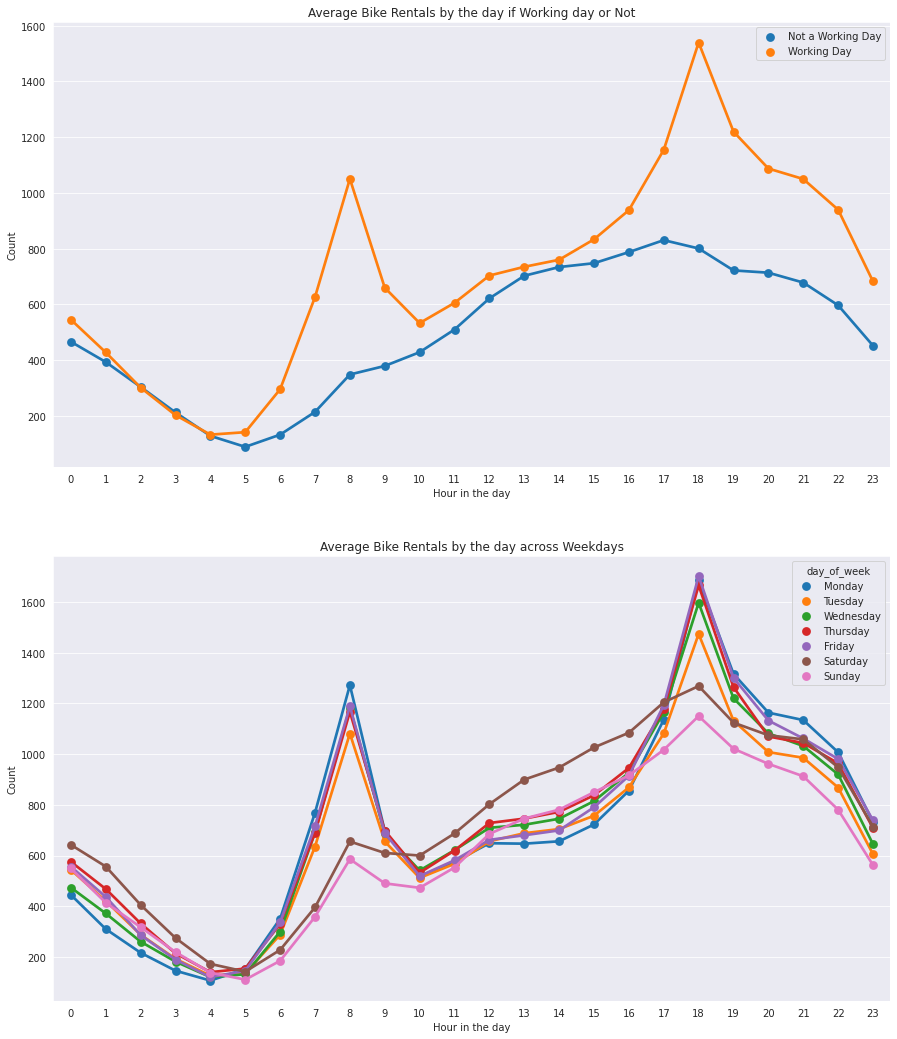 Average Bike Rentals by the day if Working day or Not
Not a Working Day
Working Day
1600
1400
1200
1000
800
600
400
200
Count
0 1 2 3 4 5 6 7 8 9 10 11 12 13 14 15 16 17 18 19 20 21 22 23
Hour in the day
Average Bike Rentals by the day across Weekdays
day_of_week
Monday
Tuesday
Wednesday
Thursday
Friday
Saturday
Sunday
1600
1400
1200
1000
800
600
400
200
Count
0 1 2 3 4 5 6 7 8 9 10 11 12 13 14 15 16 17 18 19 20 21 22 23
Hour in the day